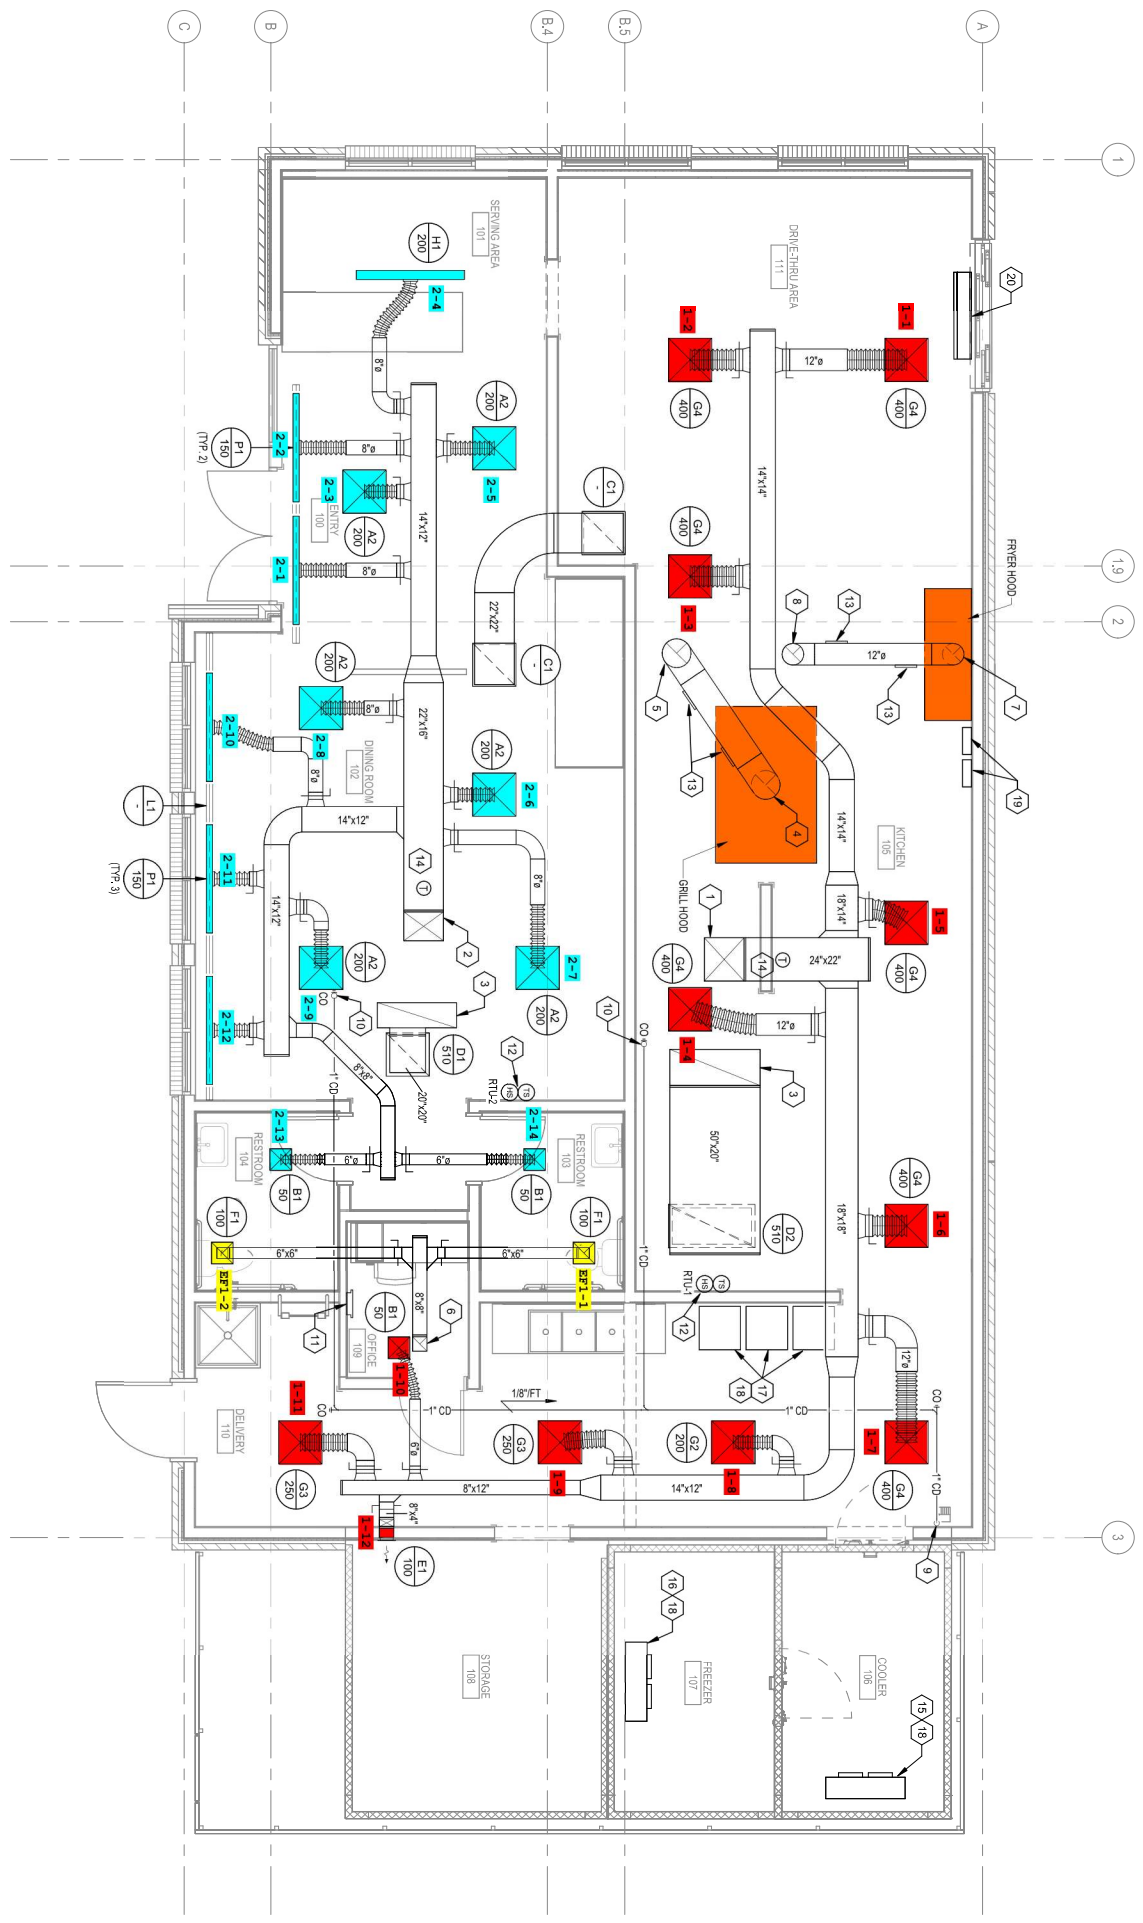 C
B
B.4
B.5
A
1
SERVING AREA
101
DRIVE-THRU AREA
111
H1
200
20
2-4
1-2
1-1
12"ø
8"ø
G4
400
G4
400
A2
200
2-2
P1
150
(TYP. 2)
8"ø
2-3
2-5
14"x14"
C1
-
ENTRY
100
14"x12"
A2
200
G4
400
FRYER HOOD
2-1
8"ø
1.9
1-3
8
13
22"x22"
2
12"ø
A2
200
C1
-
5
13
7
2-10
8"ø
2-8
22"x16"
13
DINING ROOM
102
A2
200
8"ø
2-6
19
L1
-
14"x12"
4
14"x14"
KITCHEN
105
P1
150
(TYP. 3)
2-11
14
T
8"ø
GRILL HOOD
14"x12"
1
18"x14"
1-5
2
A2
200
2-7
G4
400
14
T
24"x22"
G4
400
2-12
2-9
CO
10
3
A2
200
10
CO
12"ø
1-4
8"x8"
1" CD
D1
510
12
3
20"x20"
RTU-2
HS
TS
2-13
2-14
50"x20"
RESTROOM
104
6"ø
6"ø
RESTROOM
103
B1
50
B1
50
G4
400
1-6
18"x18"
F1
100
F1
100
D2
510
6"x6"
6"x6"
1" CD
EF1-2
EF1-1
8"x8"
RTU-1
HS
TS
B1
50
6
12
11
OFFICE
109
12"ø
1-10
18
17
1-11
1/8"/FT
CO
1" CD
1" CD
CO
DELIVERY
110
6"ø
G3
250
G2
200
1-7
G3
250
1-9
1-8
G4
400
1" CD
8"x12"
14"x12"
8"x4"
1-12
3
E1
100
9
16
18
STORAGE
108
FREEZER
107
COOLER
106
15
18